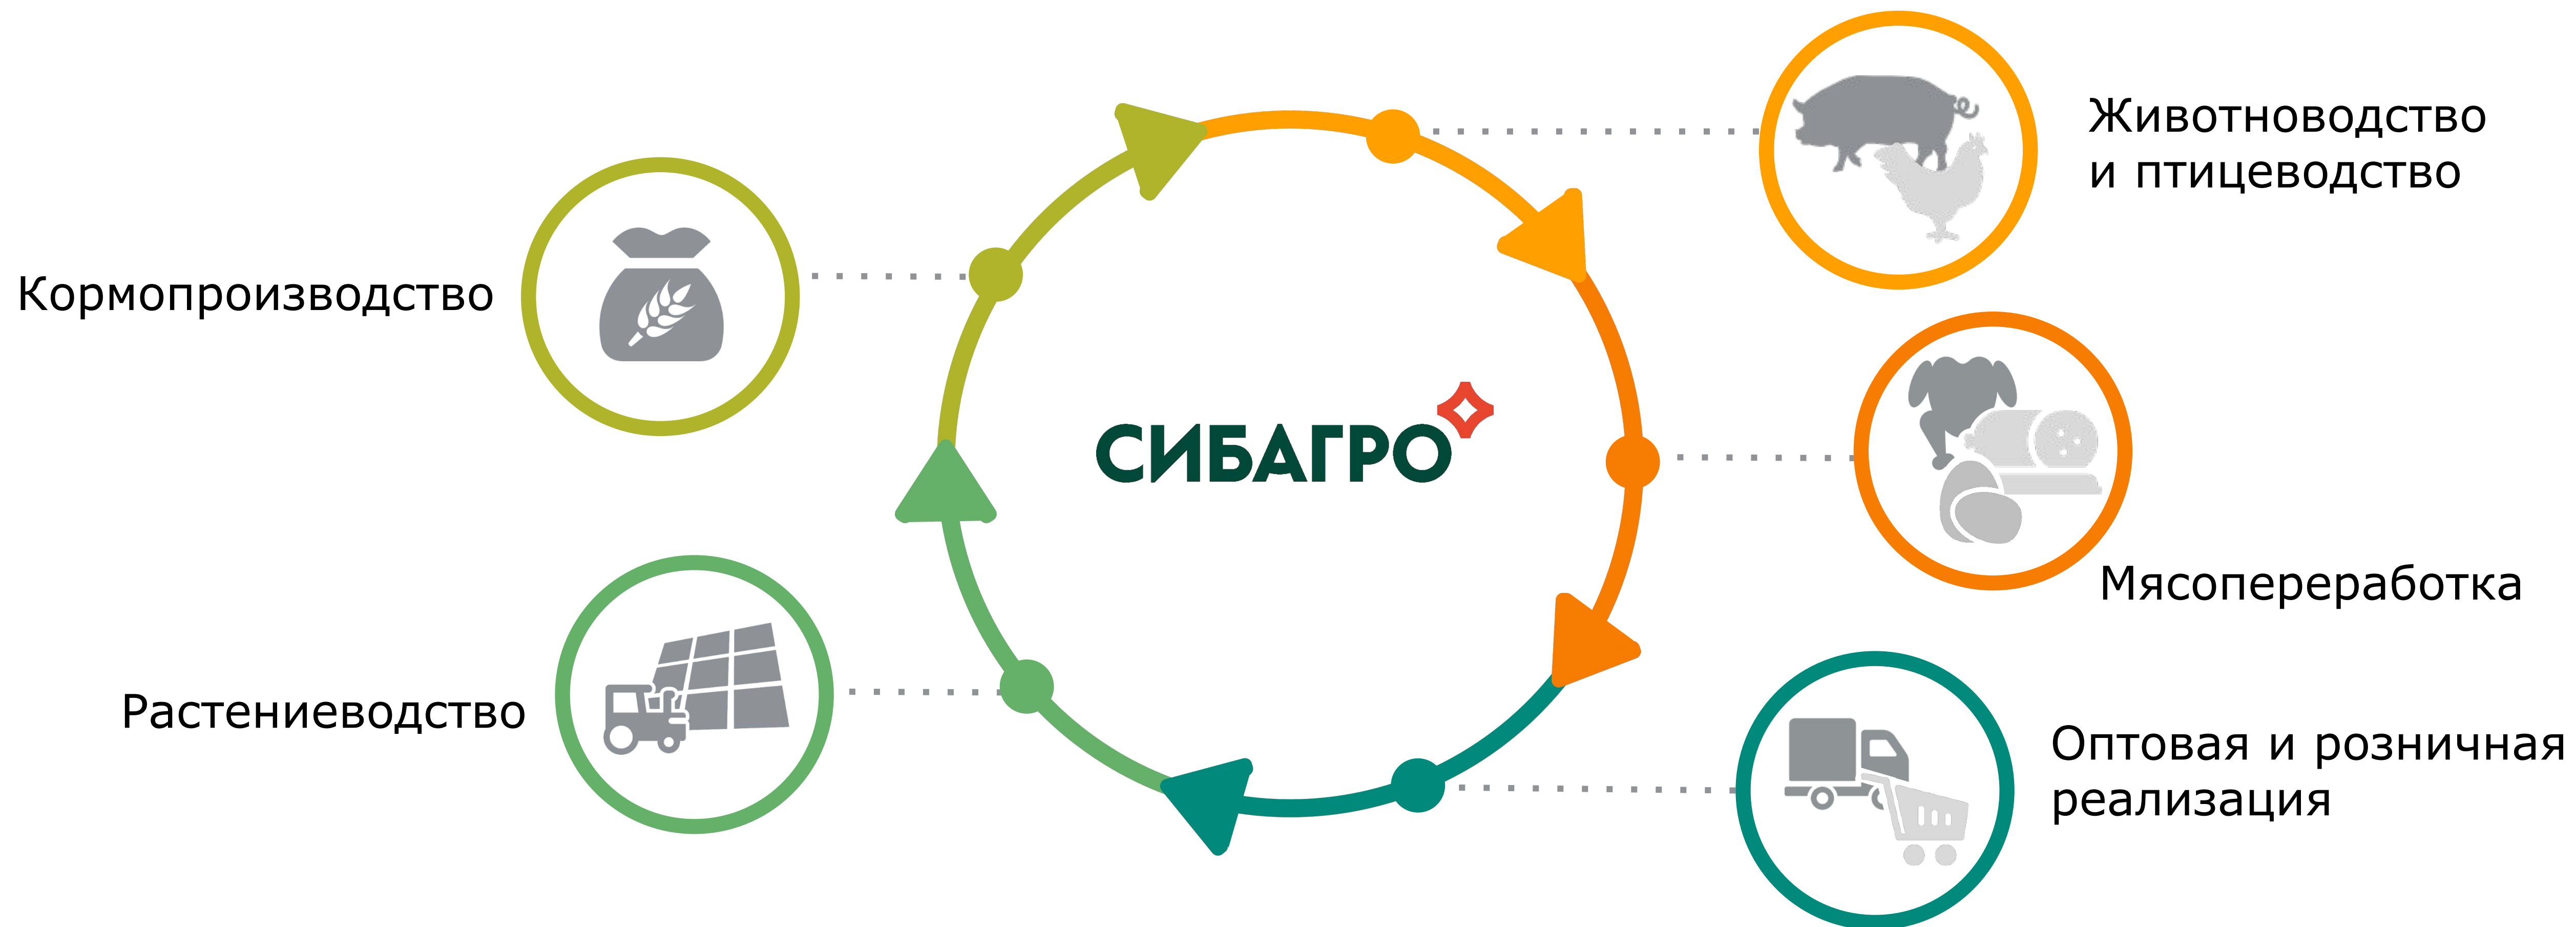 Животноводство
и птицеводство
Кормопроизводство
СИБАГРО
Мясопереработка
Растениеводство
Оптовая и розничная
реализация